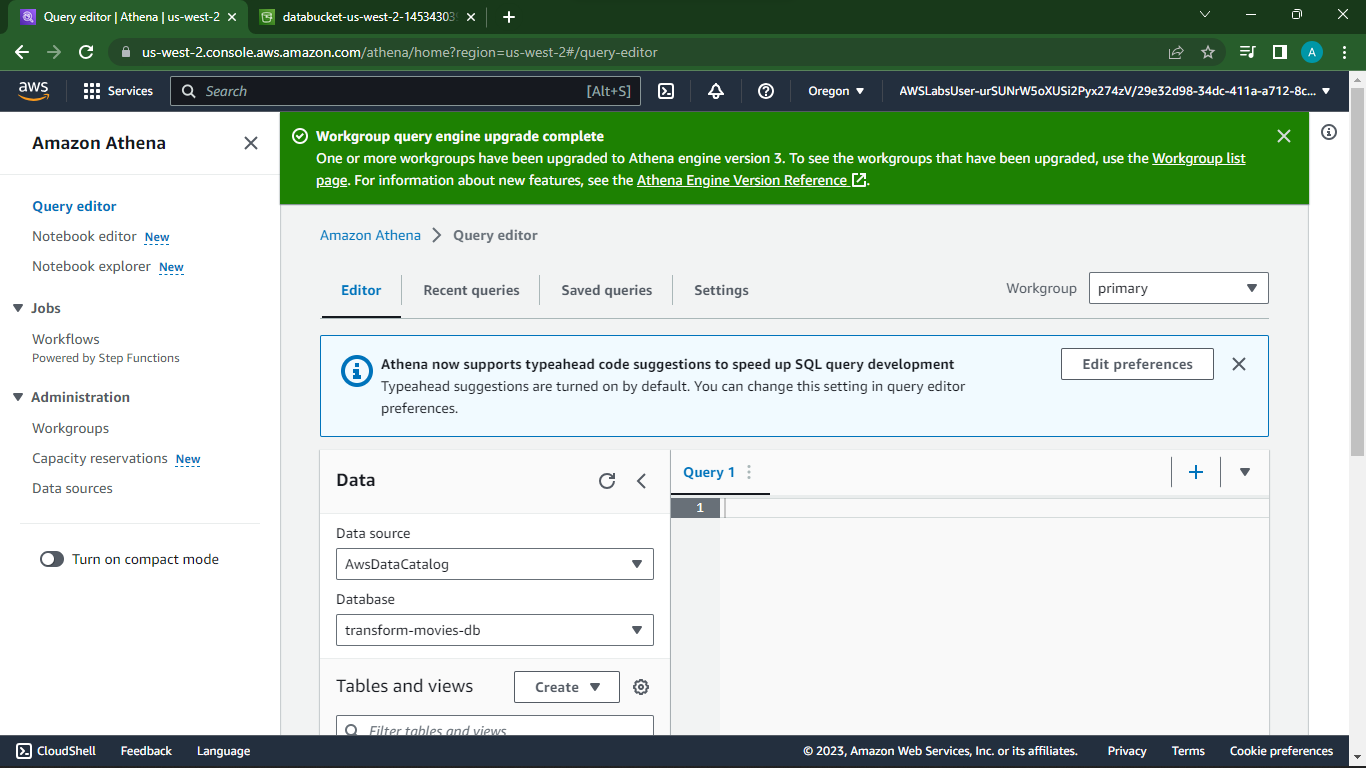 Query editor | Athena | us-west-2
databucket-us-west-2-14534303
us-west-2.console.aws.amazon.com/athena/home?region=us-west-2#/query-editor
A
aws
Services
Search
[Alt+S]
Oregon
AWSLabsUser-urSUNrW5oXUSi2Pyx274zV/29e32d98-34dc-411a-a712-8c...
Amazon Athena
Query editor
Notebook editor New
Notebook explorer New
Jobs
Workflows
Powered by Step Functions
Administration
Workgroups
Capacity reservations New
Data sources
Turn on compact mode
Workgroup query engine upgrade complete
One or more workgroups have been upgraded to Athena engine version 3. To see the workgroups that have been upgraded, use the Workgroup list
page. For information about new features, see the Athena Engine Version Reference.
Amazon Athena > Query editor
Editor
Recent queries
Saved queries
Settings
Workgroup
primary
Athena now supports typeahead code suggestions to speed up SQL query development
Typeahead suggestions are turned on by default. You can change this setting in query editor
preferences.
Edit preferences
Data
Data source
AwsDataCatalog
Database
transform-movies-db
Tables and views
Create
Filter tables and views
Query 1
1
CloudShell
Feedback
Language
© 2023, Amazon Web Services, Inc. or its affiliates.
Privacy
Terms
Cookie preferences